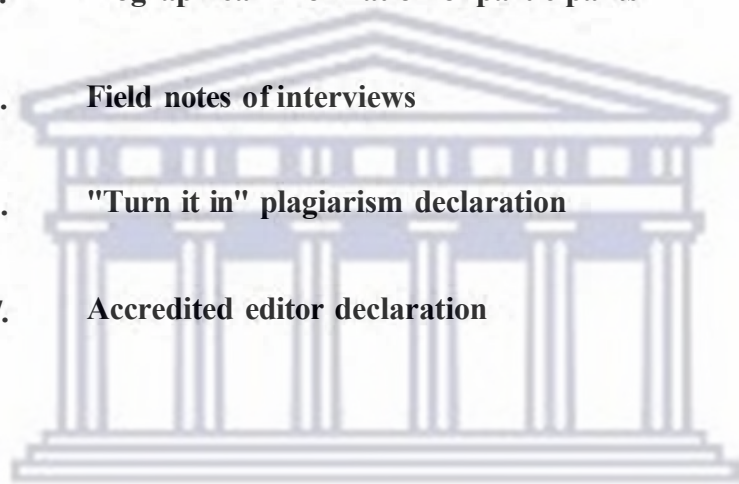 . Field notes of interviews
. "Turn it in" plagiarism declaration
. Accredited editor declaration